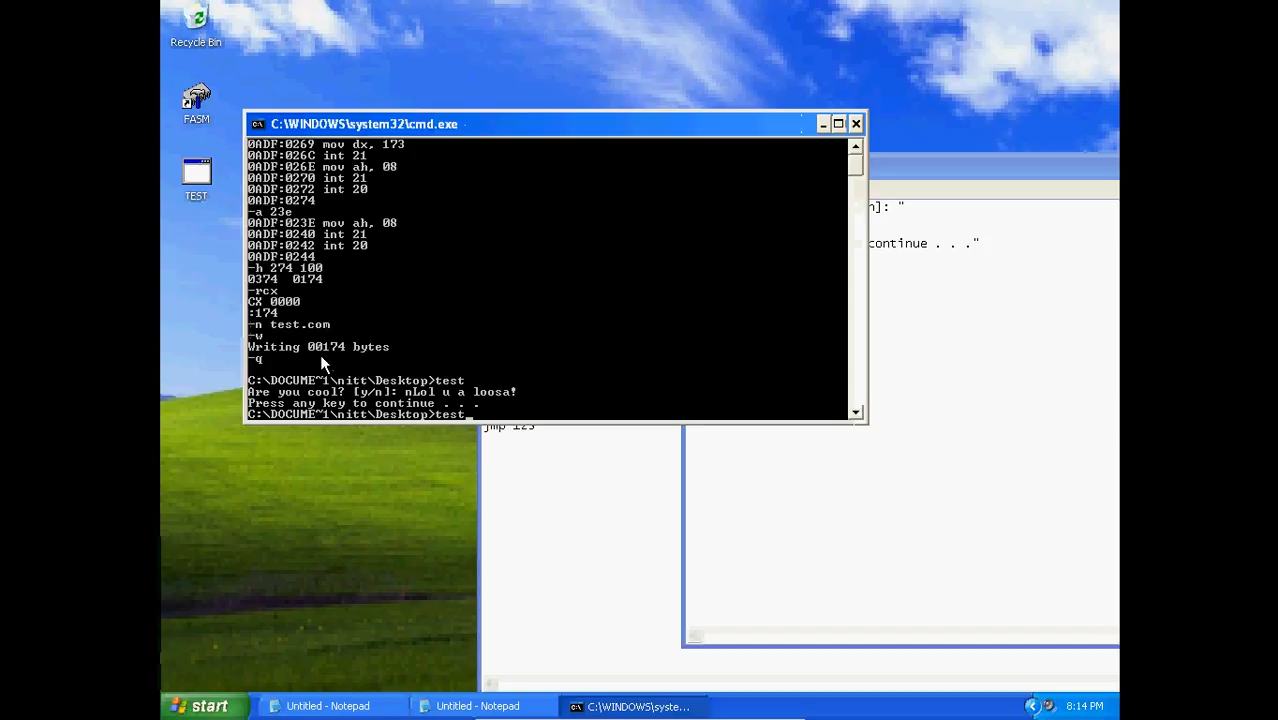 Recycle Bin
FASM
TEST
C:\WINDOWS\system32\cmd.exe
0ADF:0269 mov dx, 173
0ADF:026C int 21
0ADF:026E mov ah, 08
0ADF:0270 int 21
0ADF:0272 int 20
0ADF:0274
-a 23e
0ADF:023E mov ah, 08
0ADF:0240 int 21
0ADF:0242 int 20
0ADF:0244
-h 274 100
0374  0174
-rcx
CX 0000
:174
-n test.com
-w
Writing 00174 bytes
-q
C:\DOCUME~1\nitt\Desktop>test
Are you cool? [y/n]: nLol u a loosa!
Press any key to continue . . .
C:\DOCUME~1\nitt\Desktop>test_
n]: "
continue . . ."
jmp 123
start
Untitled - Notepad
Untitled - Notepad
C:\WINDOWS\syste...
8:14 PM